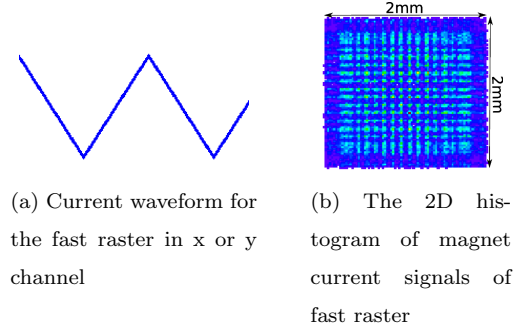 2mm
2mm
(a) Current waveform for
the fast raster in x or y
channel
(b) The 2D his-
togram of magnet
current signals of
fast raster